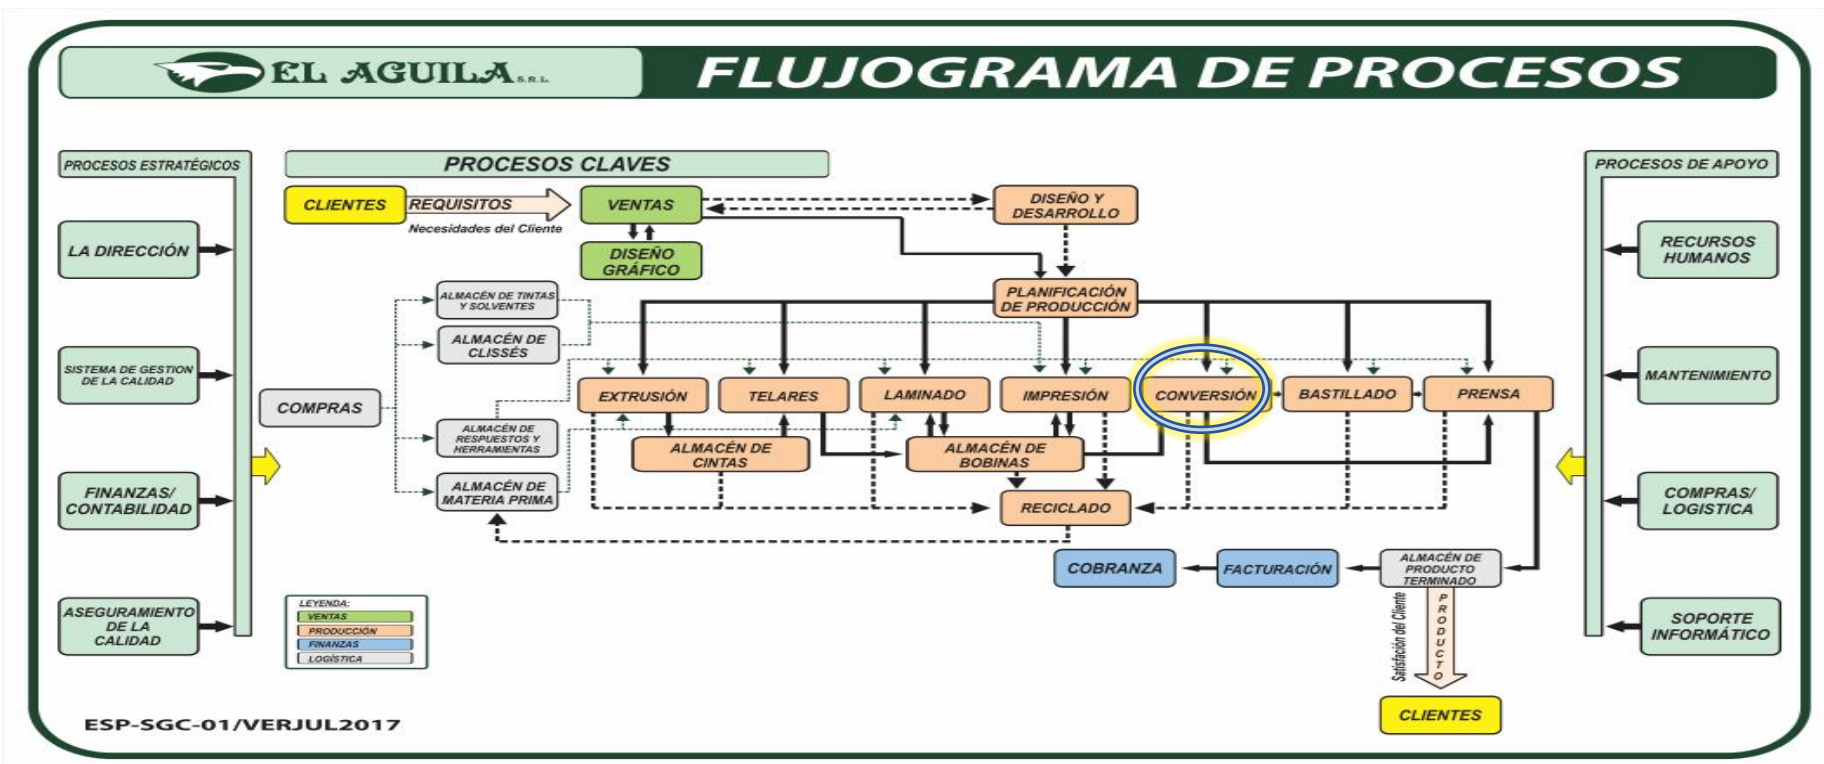 EL AGUILA S.R.L.
FLUJOGRAMA DE PROCESOS
PROCESOS ESTRATÉGICOS
LA DIRECCIÓN
SISTEMA DE GESTION
DE LA CALIDAD
FINANZAS/
CONTABILIDAD
ASEGURAMIENTO
DE LA
CALIDAD
PROCESOS CLAVES
CLIENTES
REQUISITOS
Necesidades del Cliente
VENTAS
DISEÑO
GRÁFICO
DISEÑO Y
DESARROLLO
PLANIFICACIÓN
DE PRODUCCIÓN
COMPRAS
ALMACÉN DE TINTAS
Y SOLVENTES
ALMACÉN DE
CLISSÉS
ALMACÉN DE
RESPUESTOS Y
HERRAMIENTAS
ALMACÉN DE
MATERIA PRIMA
EXTRUSIÓN
TELARES
LAMINADO
IMPRESIÓN
CONVERSIÓN
BASTILLADO
PRENSA
ALMACÉN DE
CINTAS
ALMACÉN DE
BOBINAS
RECICLADO
COBRANZA
FACTURACIÓN
ALMACÉN DE
PRODUCTO
TERMINADO
Satisfación del Cliente
PRODUCTO
CLIENTES
LEYENDA:
VENTAS
PRODUCCIÓN
FINANZAS
LOGÍSTICA
PROCESOS DE APOYO
RECURSOS
HUMANOS
MANTENIMIENTO
COMPRAS/
LOGISTICA
SOPORTE
INFORMÁTICO
ESP-SGC-01/VERJUL2017